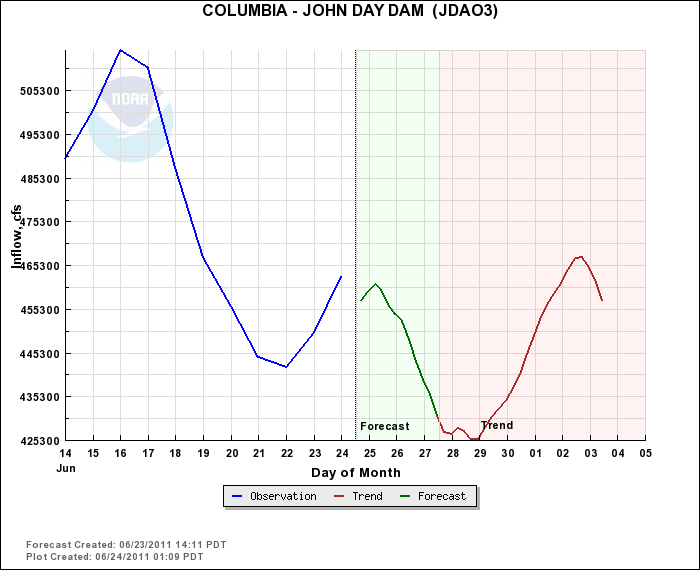 COLUMBIA - JOHN DAY DAM (JDAO3)
NOAA
Inflow, cfs
505300
495300
485300
475300
465300
455300
445300
435300
425300
Forecast
Trend
14 15 16 17 18 19 20 21 22 23 24 25 26 27 28 29 30 01 02 03 04 05
Jun
Day of Month
Observation Trend Forecast
Forecast Created: 06/23/2011 14:11 PDT
Plot Created: 06/24/2011 01:09 PDT